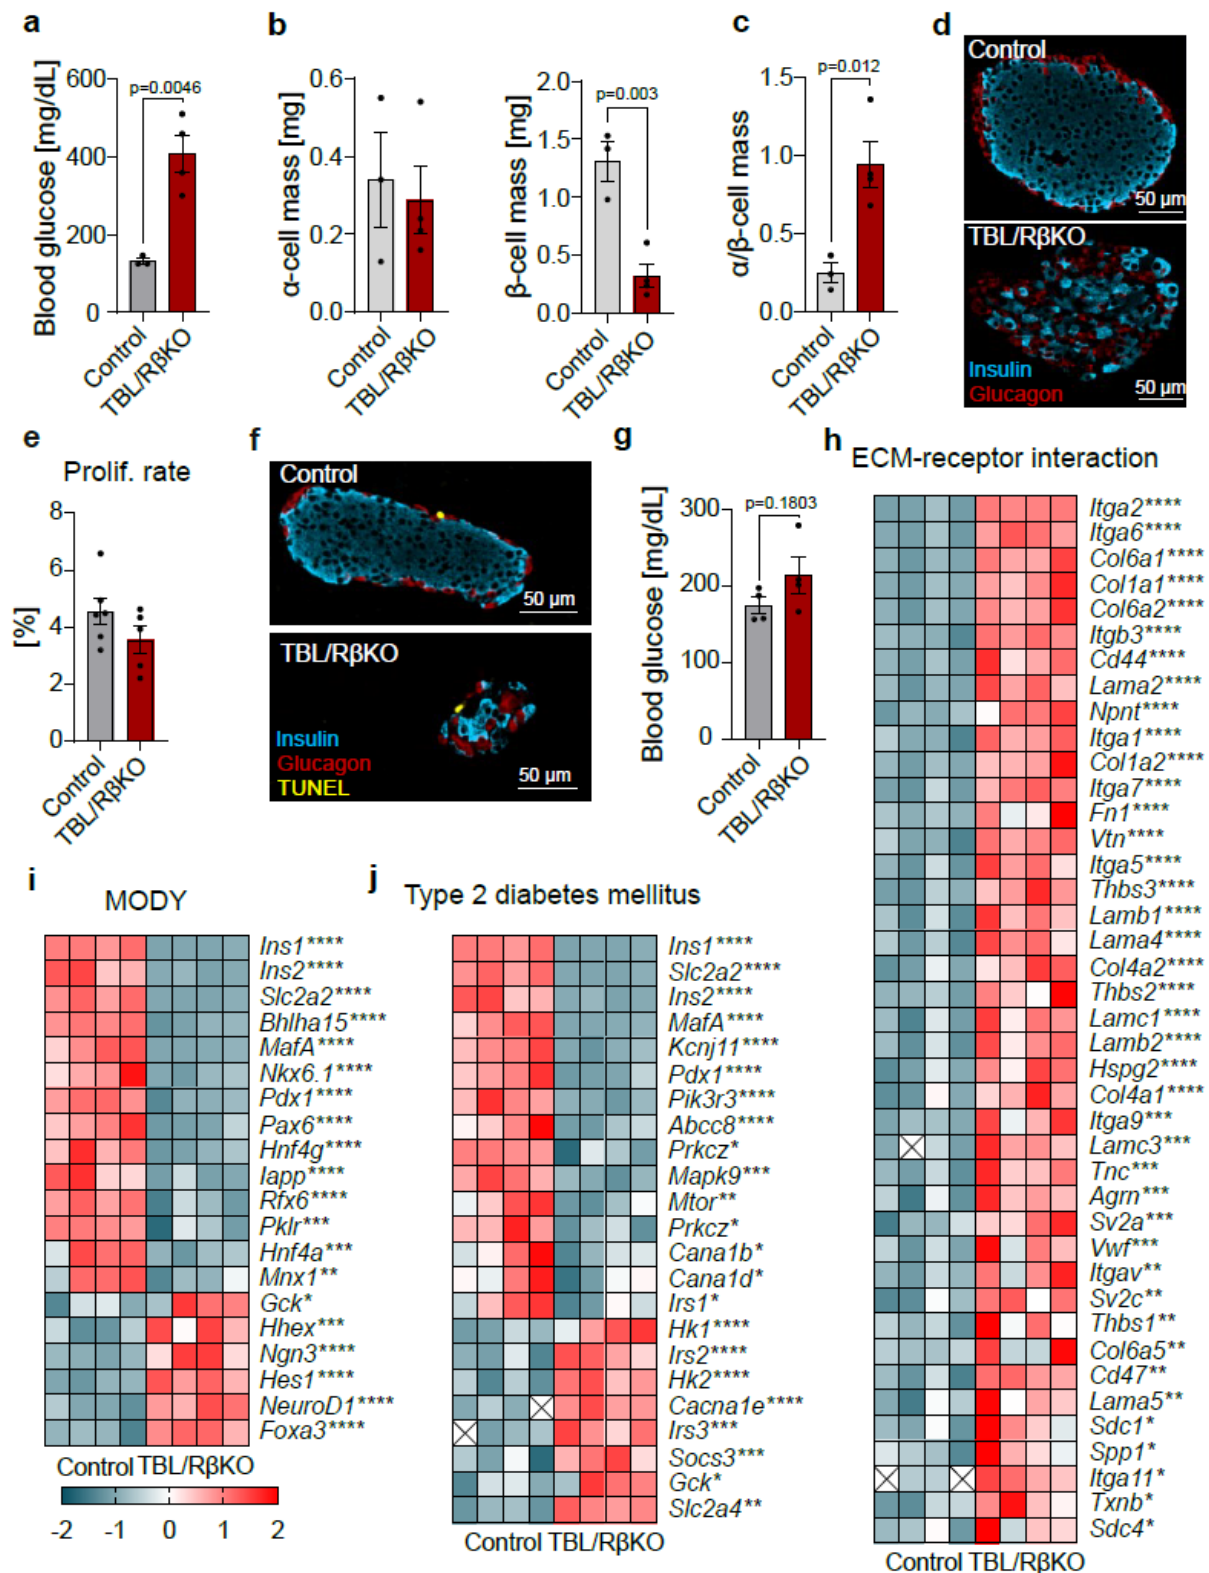 a
Blood glucose [mg/dL]
600
400
200
0
p=0.0046
Control
TBL/RβKO
b
α-cell mass [mg]
0.6
0.4
0.2
0.0
Control
TBL/RβKO
β-cell mass [mg]
2.0
1.5
1.0
0.5
0.0
p=0.003
Control
TBL/RβKO
c
α/β-cell mass
1.5
1.0
0.5
0.0
p=0.012
Control
TBL/RβKO
d
Control
50 µm
TBL/RβKO
Insulin
Glucagon
50 µm
e
Prolif. rate
[%]
8
6
4
2
0
Control
TBL/RβKO
f
Control
50 µm
TBL/RβKO
Insulin
Glucagon
TUNEL
50 µm
g
Blood glucose [mg/dL]
300
200
100
0
p=0.1803
Control
TBL/RβKO
h
ECM-receptor interaction
Itga2****
Itga6****
Col6a1****
Col1a1****
Col6a2****
Itgb3****
Cd44****
Lama2****
Npnt****
Itga1****
Col1a2****
Itga7****
Fn1****
Vtn****
Itga5****
Thbs3****
Lamb1****
Lama4****
Col4a2****
Thbs2****
Lamc1****
Lamb2****
Hspg2****
Col4a1****
Itga9***
Lamc3***
Tnc***
Agrn***
Sv2a***
Vwf***
Itgav**
Sv2c**
Thbs1**
Col6a5**
Cd47**
Lama5**
Sdc1*
Spp1*
Itga11*
Txnb*
Sdc4*
Control TBL/RβKO
i
MODY
Ins1****
Ins2****
Slc2a2****
Bhlha15****
MafA****
Nkx6.1****
Pdx1****
Pax6****
Hnf4g****
Iapp****
Rfx6****
Pklr***
Hnf4a***
Mnx1**
Gck*
Hhex***
Ngn3****
Hes1****
NeuroD1****
Foxa3****
Control TBL/RβKO
-2 -1 0 1 2
j
Type 2 diabetes mellitus
Ins1****
Slc2a2****
Ins2****
MafA****
Kcnj11****
Pdx1****
Pik3r3****
Abcc8****
Prkcz*
Mapk9***
Mtor**
Prkcz*
Cana1b*
Cana1d*
Irs1*
Hk1****
Irs2****
Hk2****
Cacna1e****
Irs3***
Socs3***
Gck*
Slc2a4**
Control TBL/RβKO